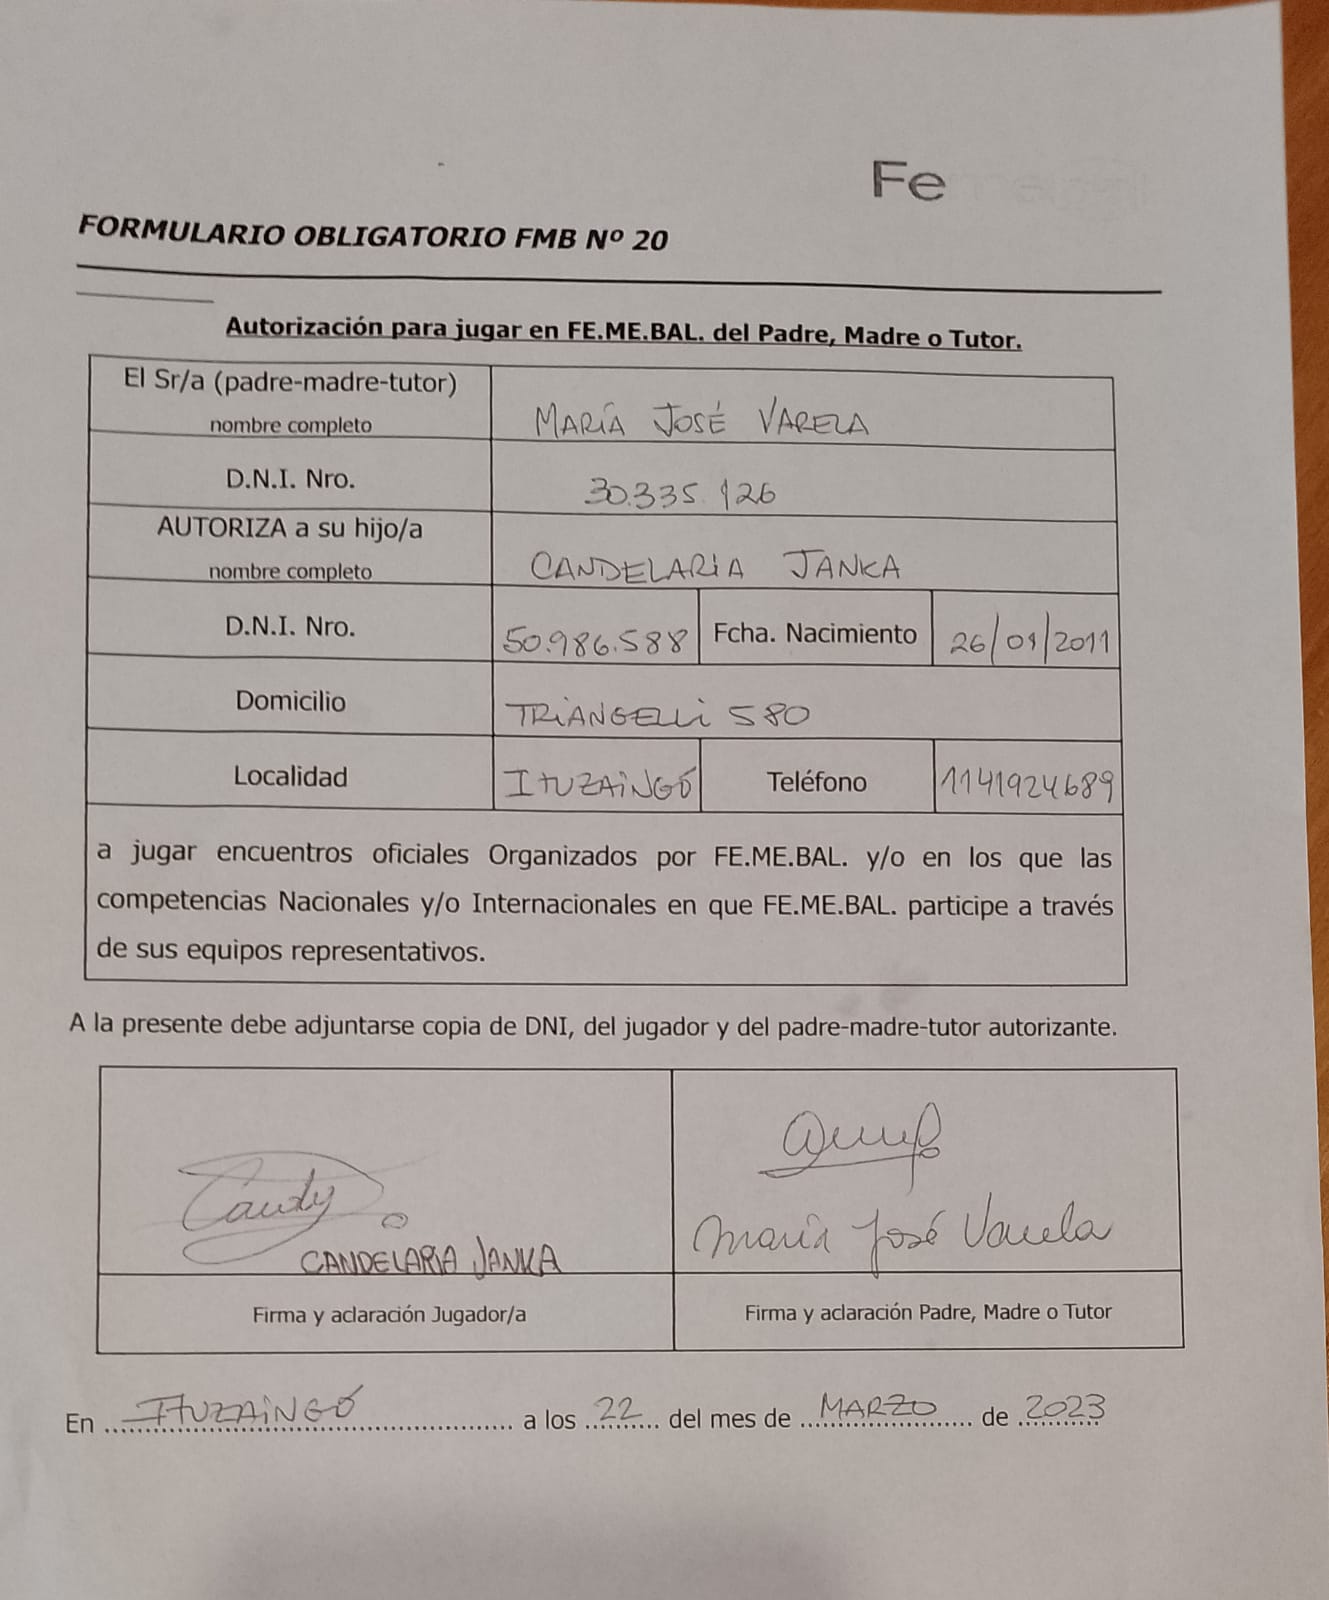 Fe
FORMULARIO OBLIGATORIO FMB Nº 20
Autorización para jugar en FE.ME.BAL. del Padre, Madre o Tutor.
El Sr/a (padre-madre-tutor)
nombre completo
MARÍA JOSÉ VARELA
D.N.I. Nro.
30.335.126
AUTORIZA a su hijo/a
nombre completo
CANDELARIA JANKA
D.N.I. Nro.
50.986.588
Fcha. Nacimiento
26/01/2011
Domicilio
TRIANGELLI 580
Localidad
ITUZAINGÓ
Teléfono
1141924689
a jugar encuentros oficiales Organizados por FE.ME.BAL. y/o en los que las
competencias Nacionales y/o Internacionales en que FE.ME.BAL. participe a través
de sus equipos representativos.
A la presente debe adjuntarse copia de DNI, del jugador y del padre-madre-tutor autorizante.
Candy
CANDELARIA JANKA
María José Varela
Firma y aclaración Jugador/a
Firma y aclaración Padre, Madre o Tutor
En ITUZAINGÓ a los 22 del mes de MARZO de 2023